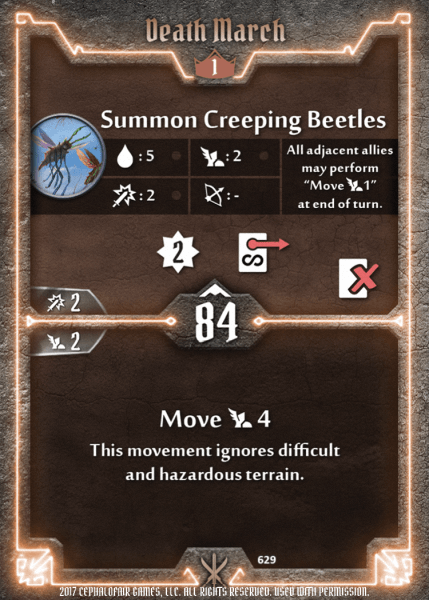 Death March
1
Summon Creeping Beetles
: 5
: 2
: 2
: -
All adjacent allies
may perform
"Move 1"
at end of turn.
2
S
2
84
2
Move 4
This movement ignores difficult
and hazardous terrain.
629
2017 CEPHALOFAIR GAMES, LLC. ALL RIGHTS RESERVED. USED WITH PERMISSION.